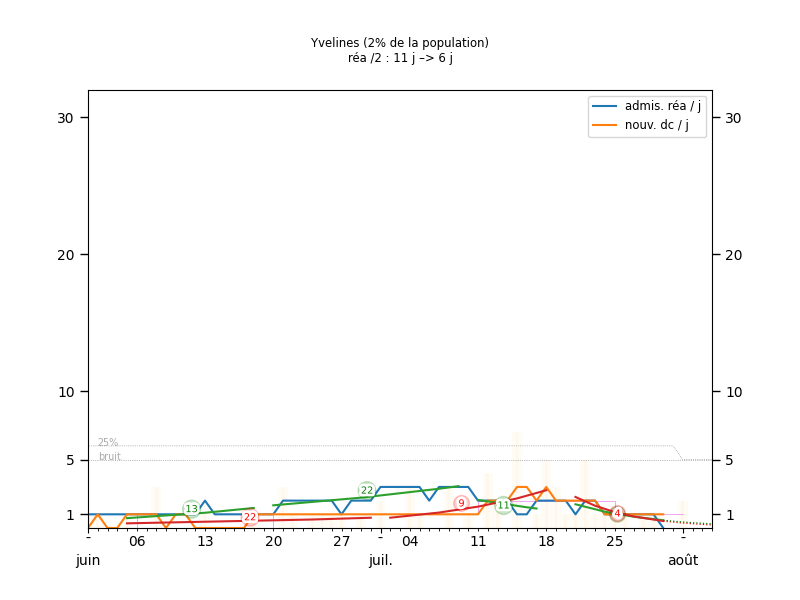 Yvelines (2% de la population)
réa /2 : 11 j –> 6 j
admis. réa / j
nouv. dc / j
30 30
20 20
10 10
25%
bruit
5 5
22
9
13
11
4
22
1 1
- 06 13 20 27 - 04 11 18 25 -
juin juil. août